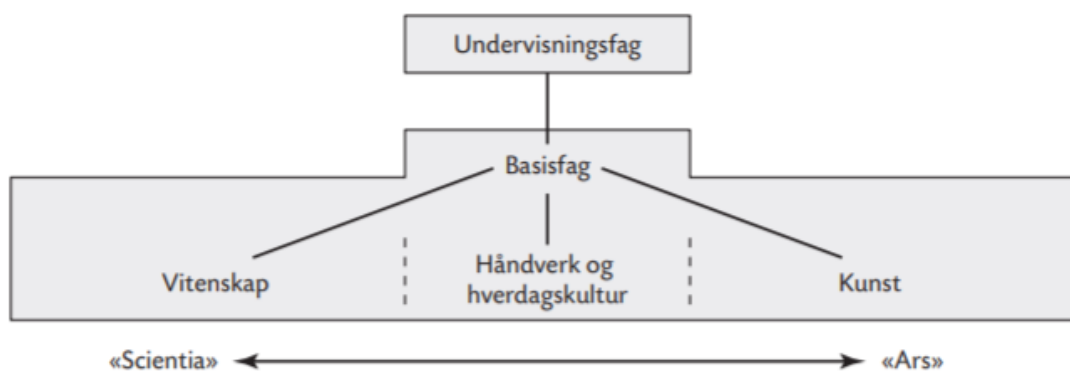 Undervisningsfag
Basisfag
Vitenskap
Håndverk og
hverdagskultur
Kunst
«Scientia»
«Ars»